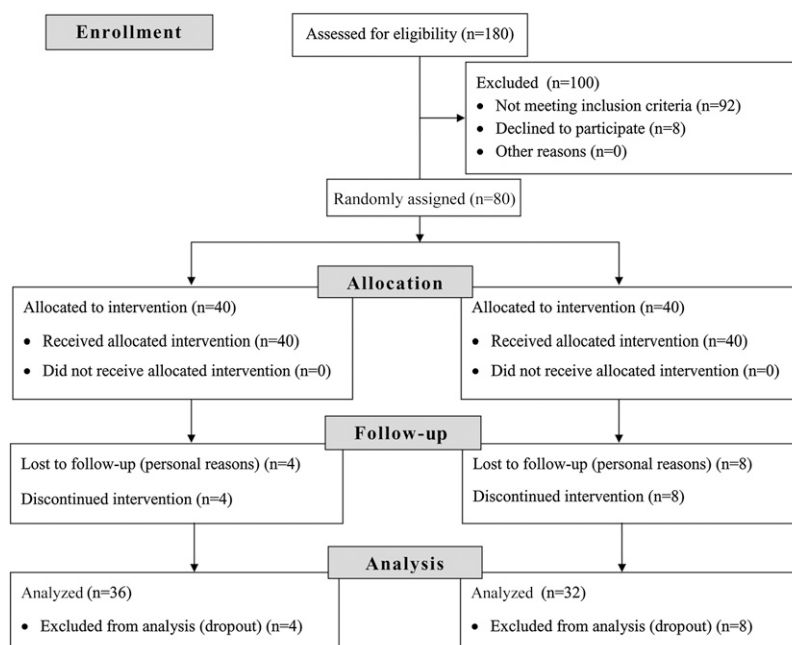 Enrollment
Assessed for eligibility (n=180)
Excluded (n=100)
• Not meeting inclusion criteria (n=92)
• Declined to participate (n=8)
• Other reasons (n=0)
Randomly assigned (n=80)
Allocation
Allocated to intervention (n=40)
• Received allocated intervention (n=40)
• Did not receive allocated intervention (n=0)
Allocated to intervention (n=40)
• Received allocated intervention (n=40)
• Did not receive allocated intervention (n=0)
Follow-up
Lost to follow-up (personal reasons) (n=4)
Discontinued intervention (n=4)
Lost to follow-up (personal reasons) (n=8)
Discontinued intervention (n=8)
Analysis
Analyzed (n=36)
• Excluded from analysis (dropout) (n=4)
Analyzed (n=32)
• Excluded from analysis (dropout) (n=8)